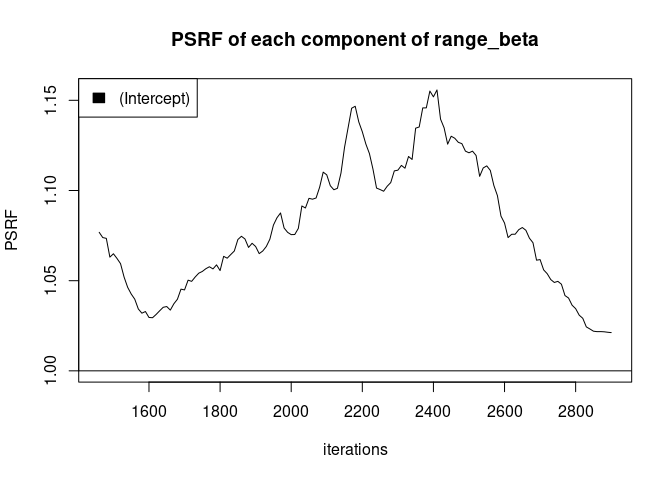 PSRF of each component of range_beta
(Intercept)
PSRF
1.15
1.10
1.05
1.00
1600 1800 2000 2200 2400 2600 2800
iterations